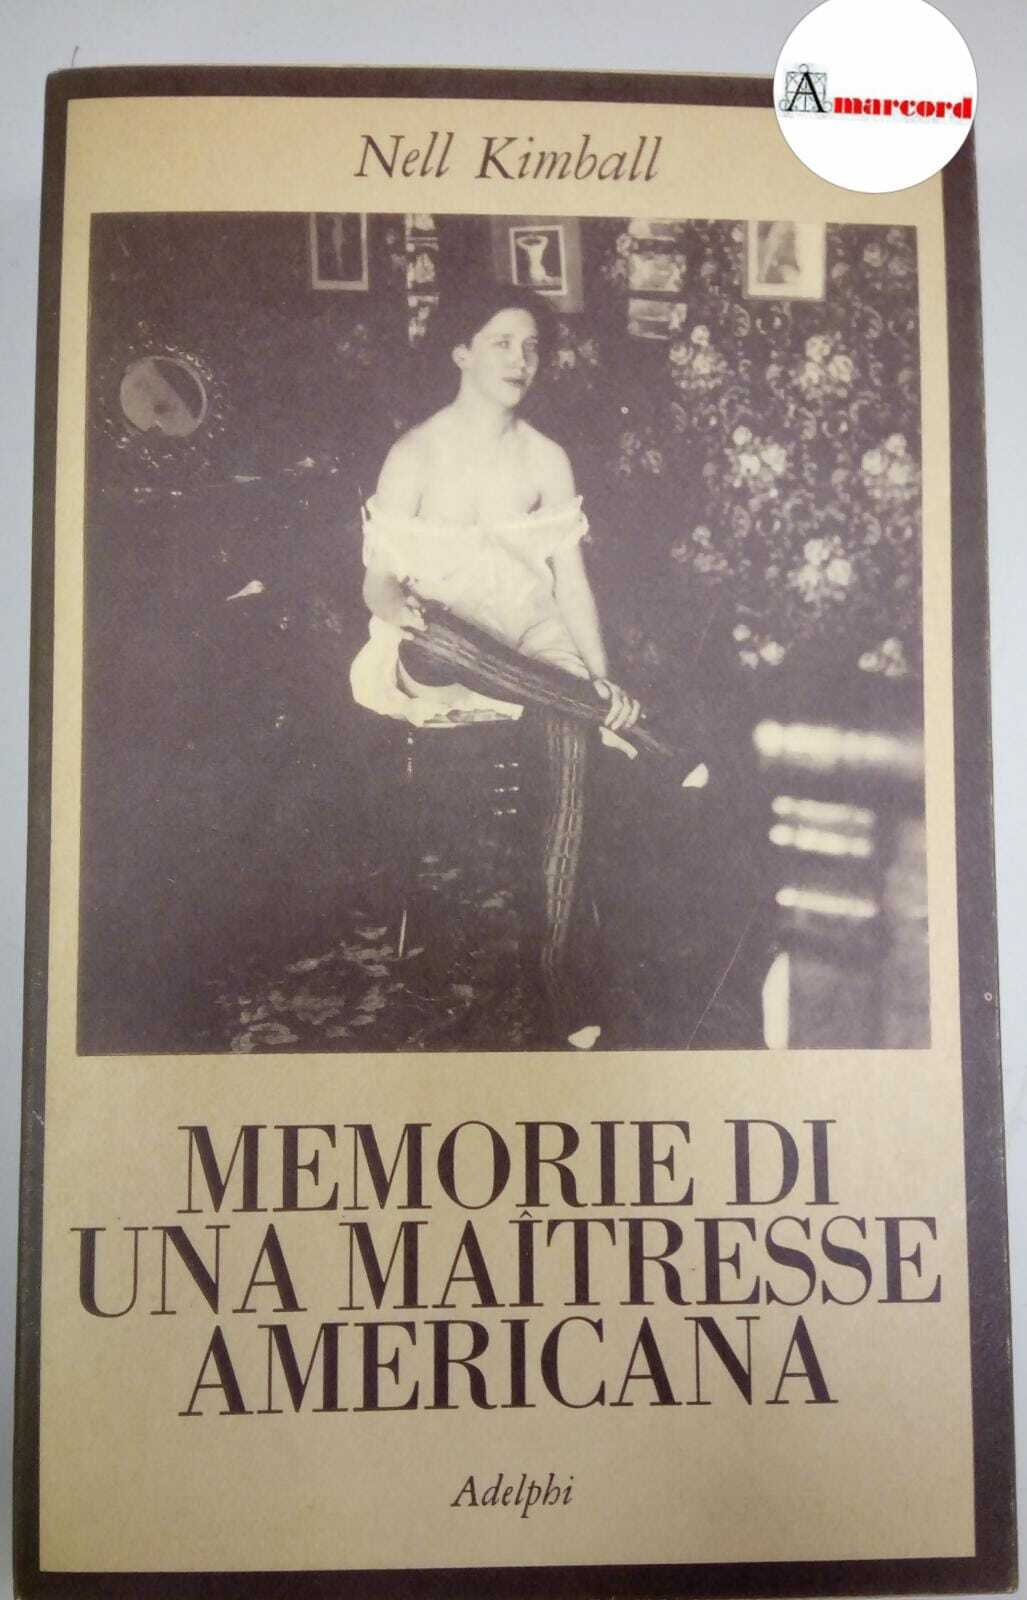 Amarcord
Nell Kimball
MEMORIE DI
UNA MAÎTRESSE
AMERICANA
Adelphi